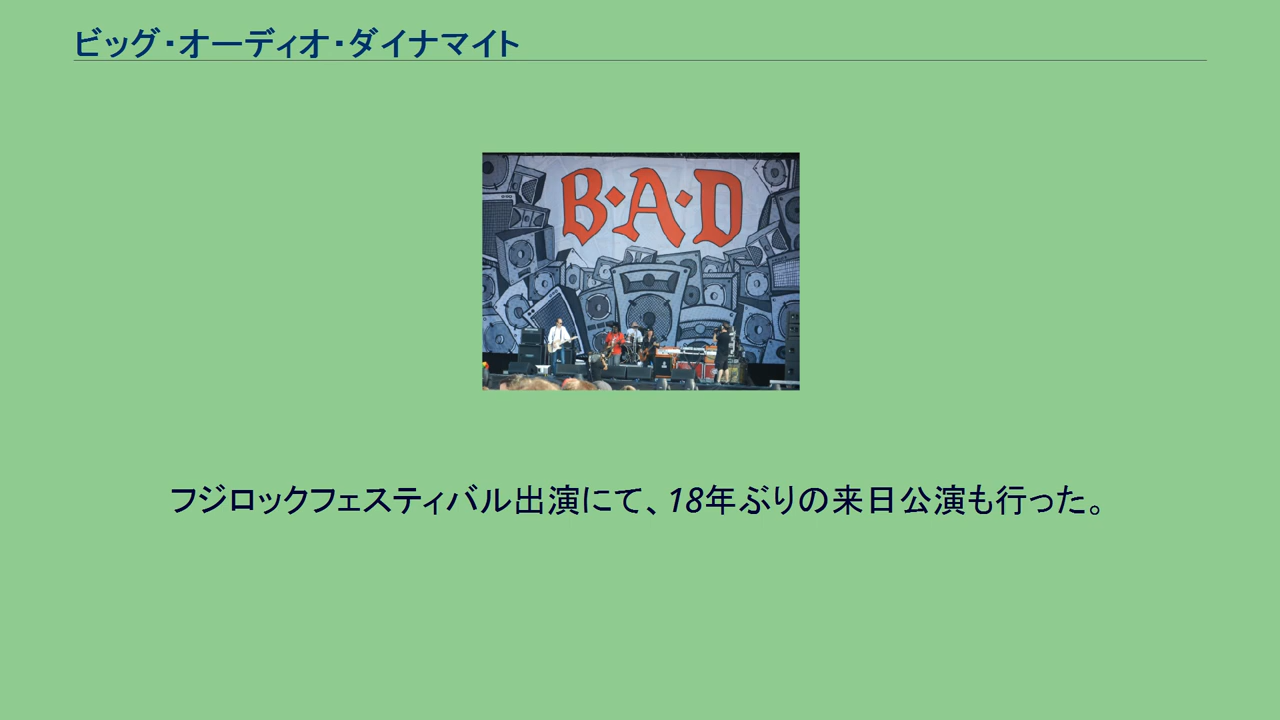 ビッグ・オーディオ・ダイナマイト
B·A·D
フジロックフェスティバル出演にて、18年ぶりの来日公演も行った。